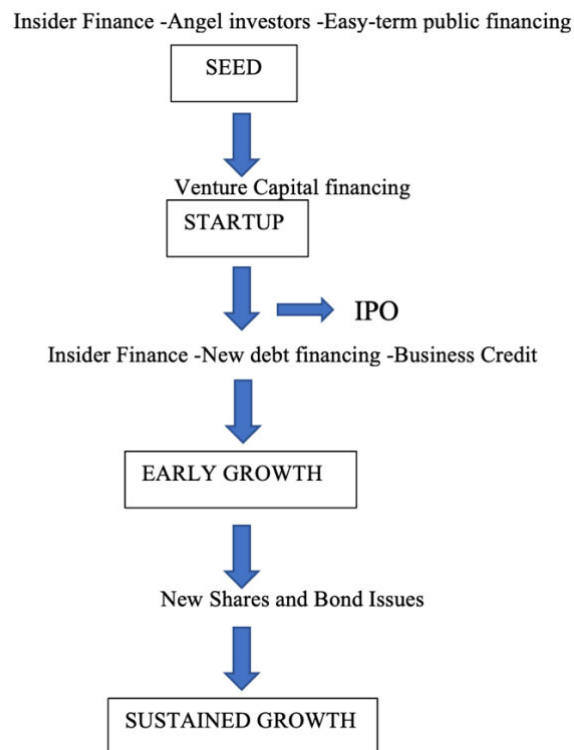 Insider Finance -Angel investors -Easy-term public financing
SEED
Venture Capital financing
STARTUP
IPO
Insider Finance -New debt financing -Business Credit
EARLY GROWTH
New Shares and Bond Issues
SUSTAINED GROWTH